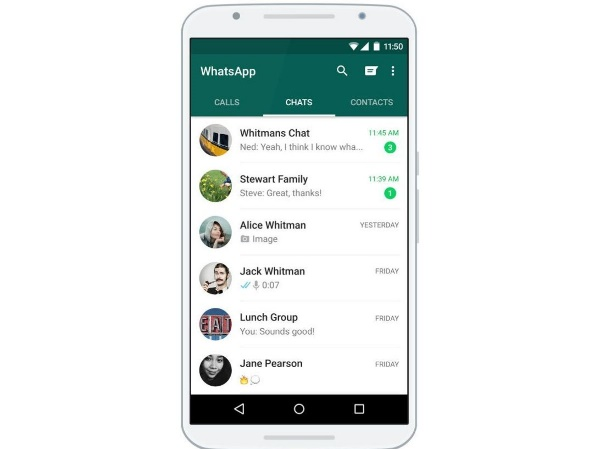 11:50
WhatsApp
CALLS CHATS CONTACTS
Whitmans Chat 11:45 AM
Ned: Yeah, I think I know wha... 3
Stewart Family 11:39 AM
Steve: Great, thanks! 1
Alice Whitman YESTERDAY
Image
Jack Whitman FRIDAY
0:07
EAT
Lunch Group FRIDAY
You: Sounds good!
Jane Pearson FRIDAY